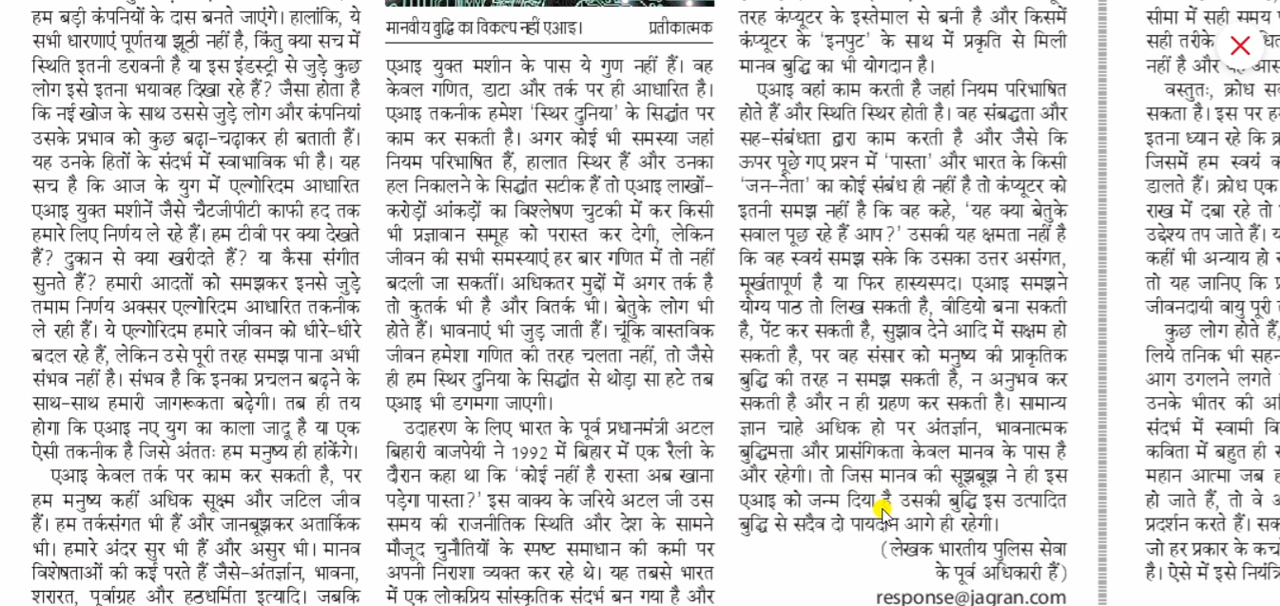 हम बड़ी कंपनियों के दास बनते जाएंगे। हालांकि, ये
सभी धारणाएं पूर्णतया झूठी नहीं हैं, किंतु क्या सच में
स्थिति इतनी डरावनी है या एआइ इंडस्ट्री से जुड़े कुछ
लोग इसे इतना भयावह दिखा रहे हैं? जैसा होता है
कि नई खोज के साथ उससे जुड़े लोग और कंपनियां
उसके प्रभाव को कुछ बढ़ा-चढ़ाकर ही बताती हैं।
यह उनके हितों के संदर्भ में स्वाभाविक भी है। यह
सच है कि आज के युग में एल्गोरिदम आधारित
एआइ युक्त मशीनें जैसे चैटजीपीटी काफी हद तक
हमारे लिए निर्णय ले रहे हैं। हम टीवी पर क्या देखते
हैं? दुकान से क्या खरीदते हैं? या कैसा संगीत
सुनते हैं? हमारी आदतों को समझकर इनसे जुड़े
तमाम निर्णय अक्सर एल्गोरिदम आधारित तकनीक
ले रही है। ये एल्गोरिदम हमारे जीवन को धीरे-धीरे
बदल रहे हैं, लेकिन उसे पूरी तरह समझ पाना अभी
संभव नहीं है। संभव है कि इनका प्रचलन बढ़ने के
साथ-साथ हमारी जागरूकता बढ़ेगी। तब ही तय
होगा कि एआइ नए युग का काला जादू है या एक
ऐसी तकनीक है जिसे अंततः हम मनुष्य ही हांकेंगे।
एआइ केवल तर्क पर आधारित काम करती है, पर
हम मनुष्य कहीं अधिक गूढ़ और जटिल जीव
हैं। हम तर्कसंगत भी हैं और जानबूझकर अतार्किक
भी। हमारे अंदर सुर भी हैं और असुर भी। मानव
विशेषताओं की कई परतें हैं जैसे अंतर्ज्ञान, भावना,
शरारत, पूर्वाग्रह और हठधर्मिता इत्यादि जबकि
मानवीय बुद्धि का विकल्प नहीं एआइ। प्रतीकात्मक
एआइ युक्त मशीन के पास ये गुण नहीं हैं। वह
केवल गणित, डाटा और तर्क पर ही आधारित है।
एआइ तकनीक हमेशा 'स्थिर दुनिया' के सिद्धांत पर
काम कर सकती है। अगर कोई भी समस्या जहां
नियम परिभाषित हैं, हालात स्थिर हैं और उनका
हल निकालने के सिद्धांत सटीक हैं तो एआइ लाखों-
करोड़ों आंकड़ों का विश्लेषण चुटकी में कर किसी
भी प्रज्ञावान समूह को परास्त कर देगी। लेकिन
जीवन की सभी समस्याएं हर बार गणित में तो नहीं
बदली जा सकतीं। अधिकतर मुद्दों में अगर तर्क है
तो कुतर्क भी है और वितर्क भी। बेतुके तर्क भी
होते हैं। भावनाएं भी जुड़ जाती हैं। चूंकि वास्तविक
जीवन हमेशा गणित की तरह चलता नहीं तो जैसे
ही हम स्थिर दुनिया के सिद्धांत से थोड़ा भी हटे तब
एआइ भी डगमगा जाएगी।
उदाहरण के लिए भारत के पूर्व प्रधानमंत्री अटल
बिहारी वाजपेयी ने 1992 में बिहार में एक रैली के
दौरान कहा था कि 'कोई नहीं है रास्ता, सूखा खाना
पड़ेगा पास्ता?' इस वाक्य के जरिये अटल जी उस
समय की राजनीतिक स्थिति और देश के सामने
मौजूद चुनौतियों के स्पष्ट समाधान की कमी पर
अपनी निराशा बयान कर रहे थे। यह वाक्य भारत
में एक लोकप्रिय सांस्कृतिक संदर्भ बन गया है और
तरह कंप्यूटर के इस्तेमाल से बनी है और किसमें
कंप्यूटर के 'इनपुट' के साथ में प्रकृति से मिली
मानव बुद्धि का भी योगदान है।
एआइ वहां काम करती है जहां नियम परिभाषित
होते हैं और स्थिति स्थिर होती है। वह संबद्धता और
सह-संबंधता द्वारा काम करती है और जैसे कि
ऊपर पूछे गए प्रश्न में 'पास्ता' और भारत के किसी
'जन-नेता' का कोई संबंध ही नहीं है तो कंप्यूटर को
इतनी समझ नहीं है कि वह कहे, 'यह क्या बेतुके
सवाल पूछ रहे हैं आप?' उसकी यह क्षमता नहीं है
कि वह स्वयं समझ सके कि उसका उत्तर असंगत,
मूर्खतापूर्ण है या फिर हास्यस्पद। एआइ समझने
योग्य पाठ तो लिख सकती है, वीडियो बना सकती
है, पेंट कर सकती है, सुझाव देने आदि में सक्षम हो
सकती है, पर वह संसार को मनुष्य की प्राकृतिक
बुद्धि की तरह न समझ सकती है, न अनुभव कर
सकती है और न ही ग्रहण कर सकती है। सामान्य
ज्ञान चाहे अधिक हो पर अंतर्ज्ञान, भावनात्मक
बुद्धिमत्ता और प्रासंगिकता केवल मानव के पास है
और रहेगी। तब जिस मानव की सूझबूझ ने ही इस
एआइ को जन्म दिया है उसकी बुद्धि इस उत्पादित
बुद्धि से सदैव दो पायदान आगे ही रहेगी।
(लेखक भारतीय पुलिस सेवा
के पूर्व अधिकारी हैं)
response@jagran.com
सीमा में सही समय
सही तरीके
नहीं है और यह
वस्तुतः, क्रोध
सकता है। इस पर
इतना ध्यान रहे कि
जिसमें हम स्वयं
डालते हैं। क्रोध एक
राख में दबा रहे
उद्देश्य तप जाते हैं।
कहीं भी अन्याय हो
तो यह जानिए कि
जीवनदायी वायु
कुछ लोग होते हैं,
लिये तनिक भी
आग उगलने लगते
उनके भीतर की
संदर्भ में स्वामी
कविता में बहुत ही
महान आत्मा जब
हो जाते हैं, तो वे
प्रदर्शन करते हैं।
जो हर प्रकार के
है। ऐसे में इसे